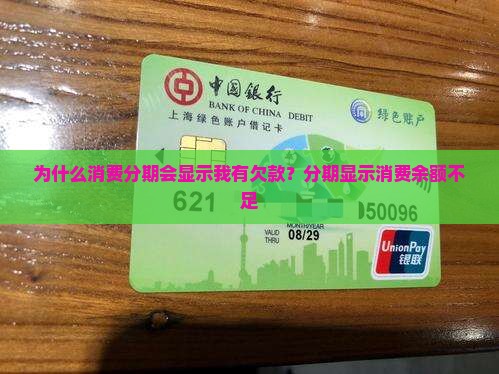 中国银行
BANK OF CHINA DEBIT
绿色账户
上海绿色账户借记卡
为什么消费分期会显示我有欠款？分期显示消费余额不
足
621
50096
MONTH/YEAR
VALID
THRU
08/29
UnionPay
银联